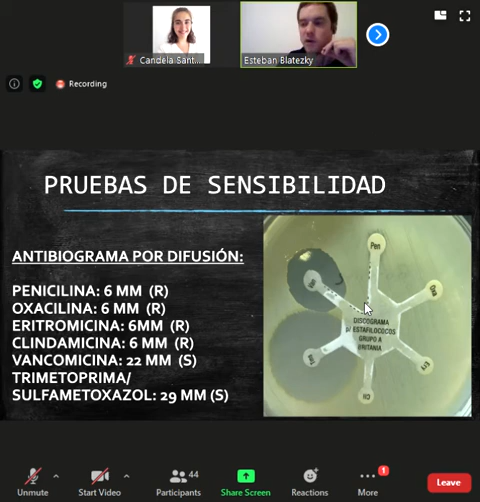 Candela Sant...
Esteban Blatezky
Recording
PRUEBAS DE SENSIBILIDAD
ANTIBIOGRAMA POR DIFUSIÓN:
PENICILINA: 6 MM (R)
OXACILINA: 6 MM (R)
ERITROMICINA: 6MM (R)
CLINDAMICINA: 6 MM (R)
VANCOMICINA: 22 MM (S)
TRIMETOPRIMA/
SULFAMETOXAZOL: 29 MM (S)
Pen
DISCOGRAMA
p/ESTAFILOCOCOS
GRUPO A
BRITANIA
Unmute
Start Video
Participants
44
Share Screen
Reactions
More
1
Leave